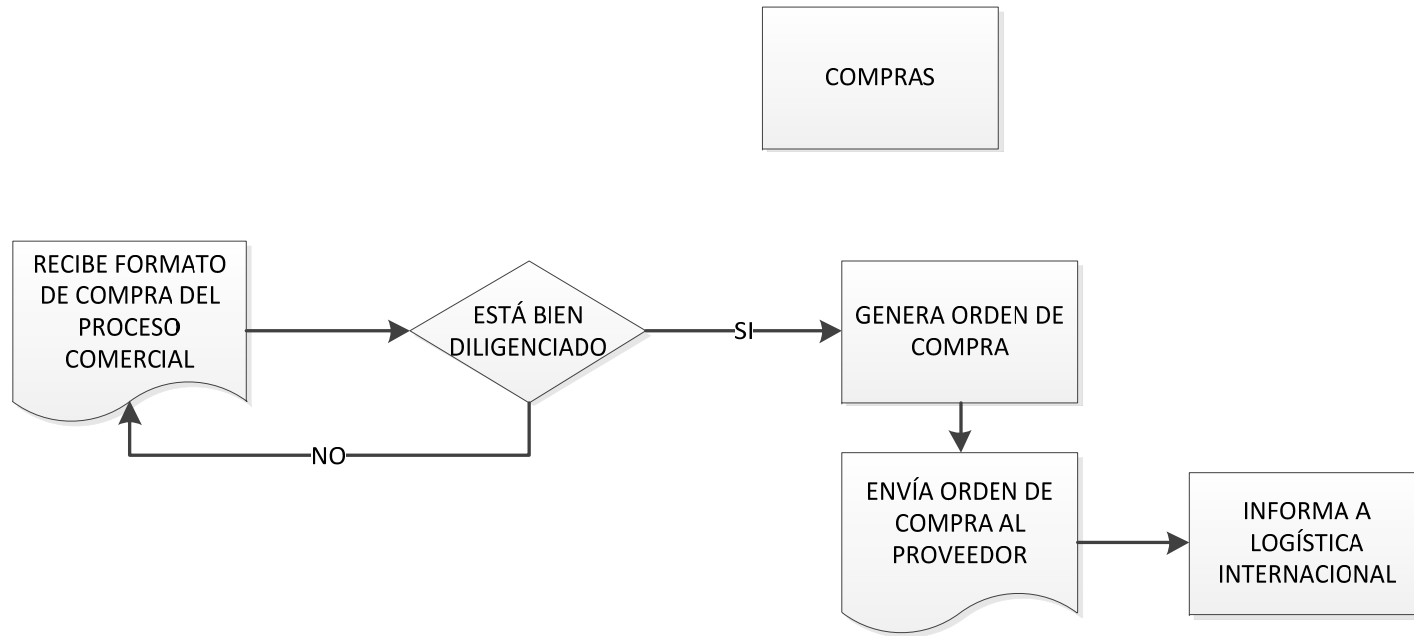 COMPRAS
RECIBE FORMATO
DE COMPRA DEL
PROCESO
COMERCIAL
ESTÁ BIEN
DILIGENCIADO
SI
GENERA ORDEN DE
COMPRA
NO
ENVÍA ORDEN DE
COMPRA AL
PROVEEDOR
INFORMA A
LOGÍSTICA
INTERNACIONAL